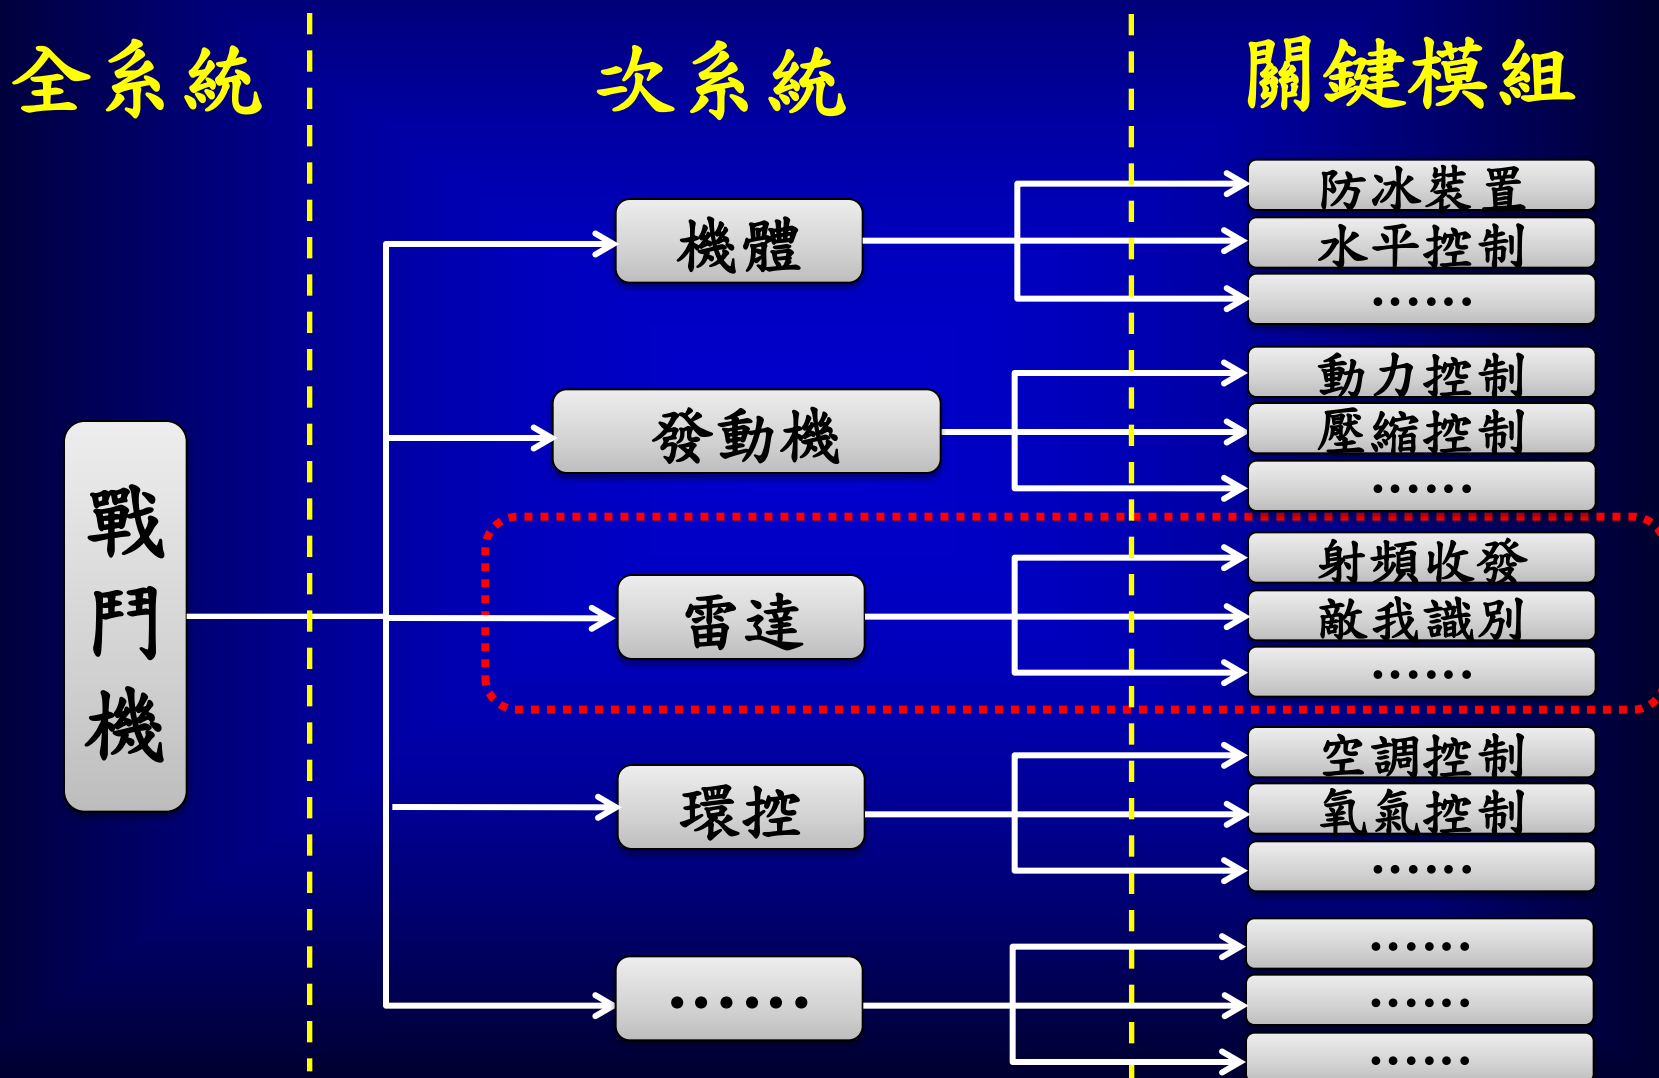 全系統
次系統
關鍵模組
戰鬥機
機體
防冰裝置
水平控制
……
發動機
動力控制
壓縮控制
……
雷達
射頻收發
敵我識別
……
環控
空調控制
氧氣控制
……
……
……
……
……